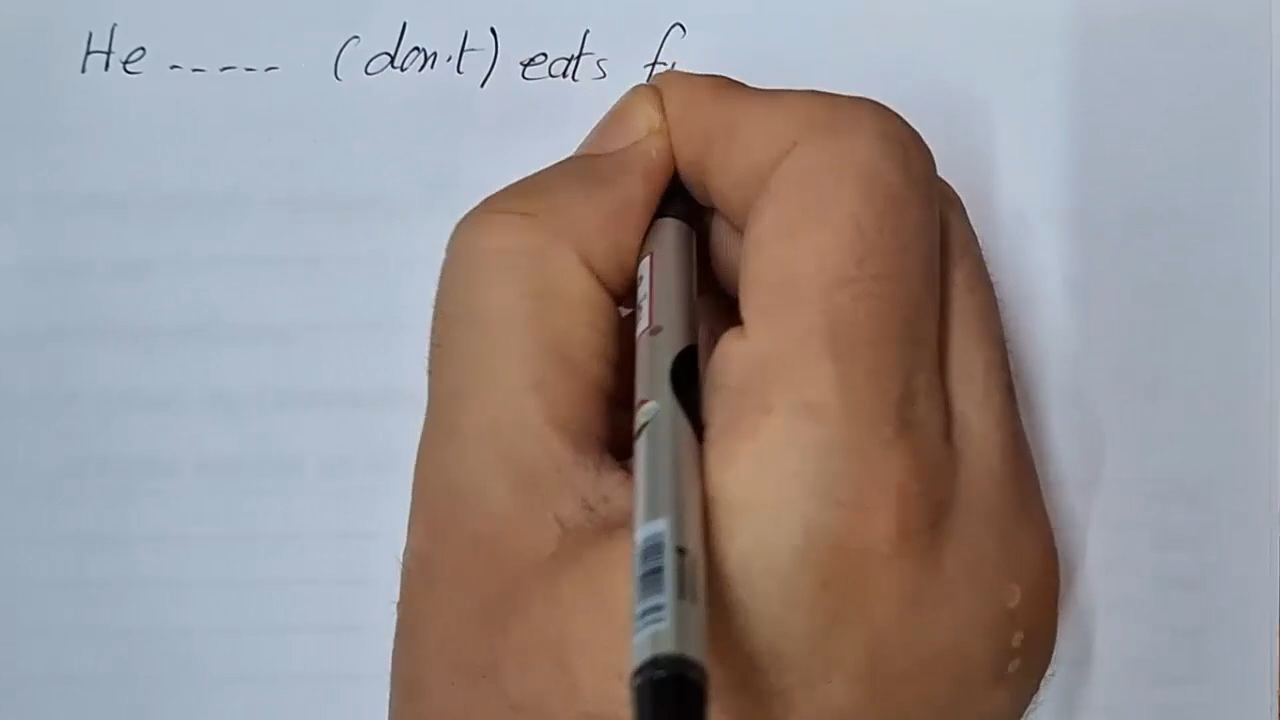 He ----- (don't) eats f